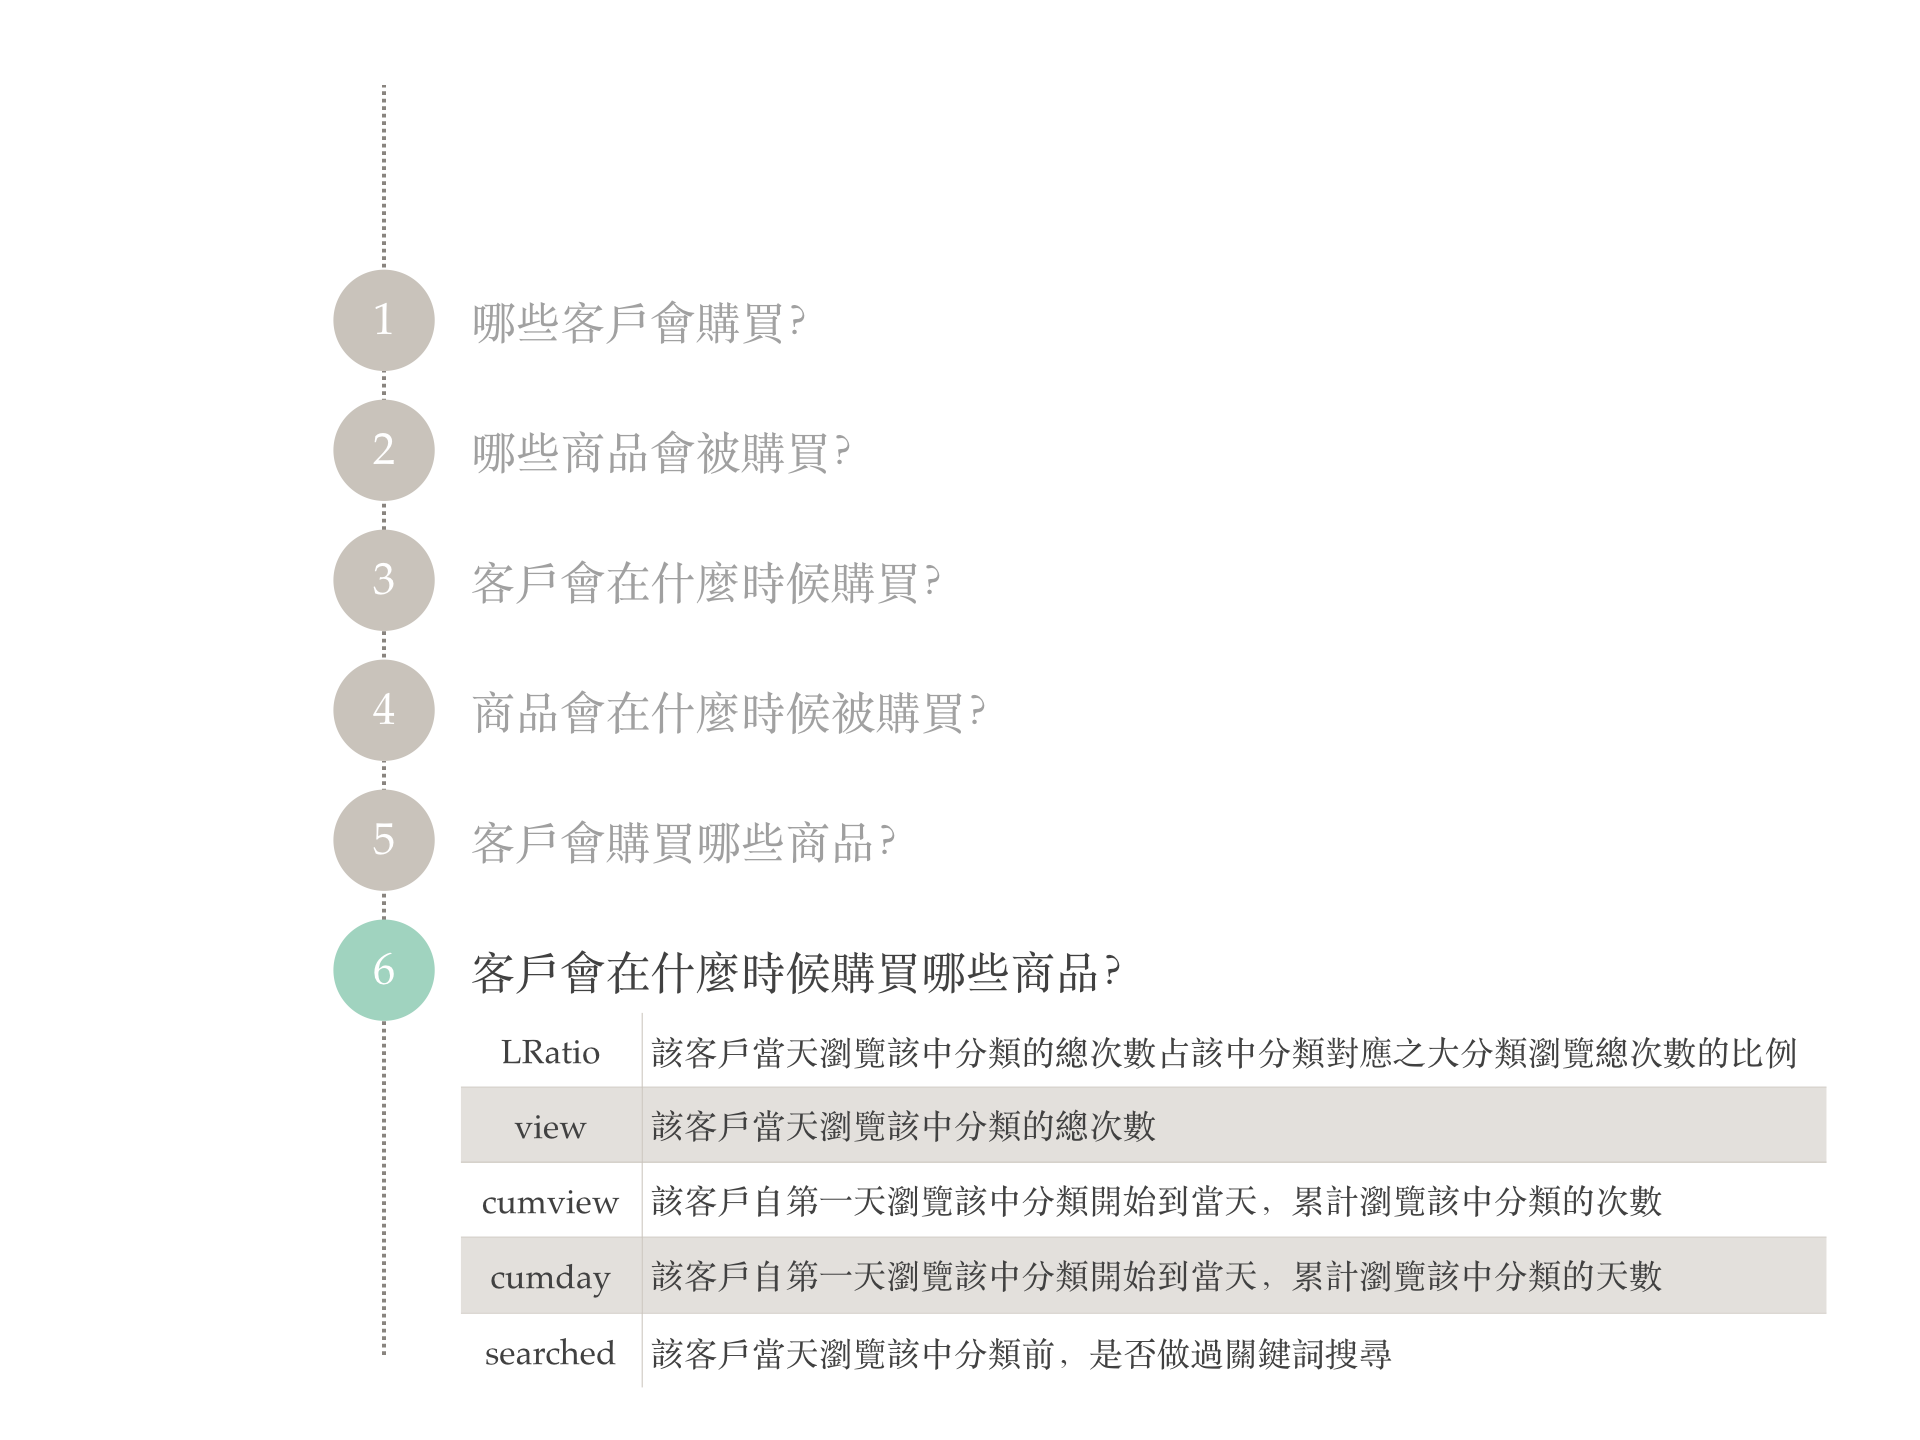 1 哪些客戶會購買?
2 哪些商品會被購買?
3 客戶會在什麼時候購買?
4 商品會在什麼時候被購買?
5 客戶會購買哪些商品?
6 客戶會在什麼時候購買哪些商品?
LRatio 該客戶當天瀏覽該中分類的總次數占該中分類對應之大分類瀏覽總次數的比例
view 該客戶當天瀏覽該中分類的總次數
cumview 該客戶自第一天瀏覽該中分類開始到當天，累計瀏覽該中分類的次數
cumday 該客戶自第一天瀏覽該中分類開始到當天，累計瀏覽該中分類的天數
searched 該客戶當天瀏覽該中分類前，是否做過關鍵詞搜尋